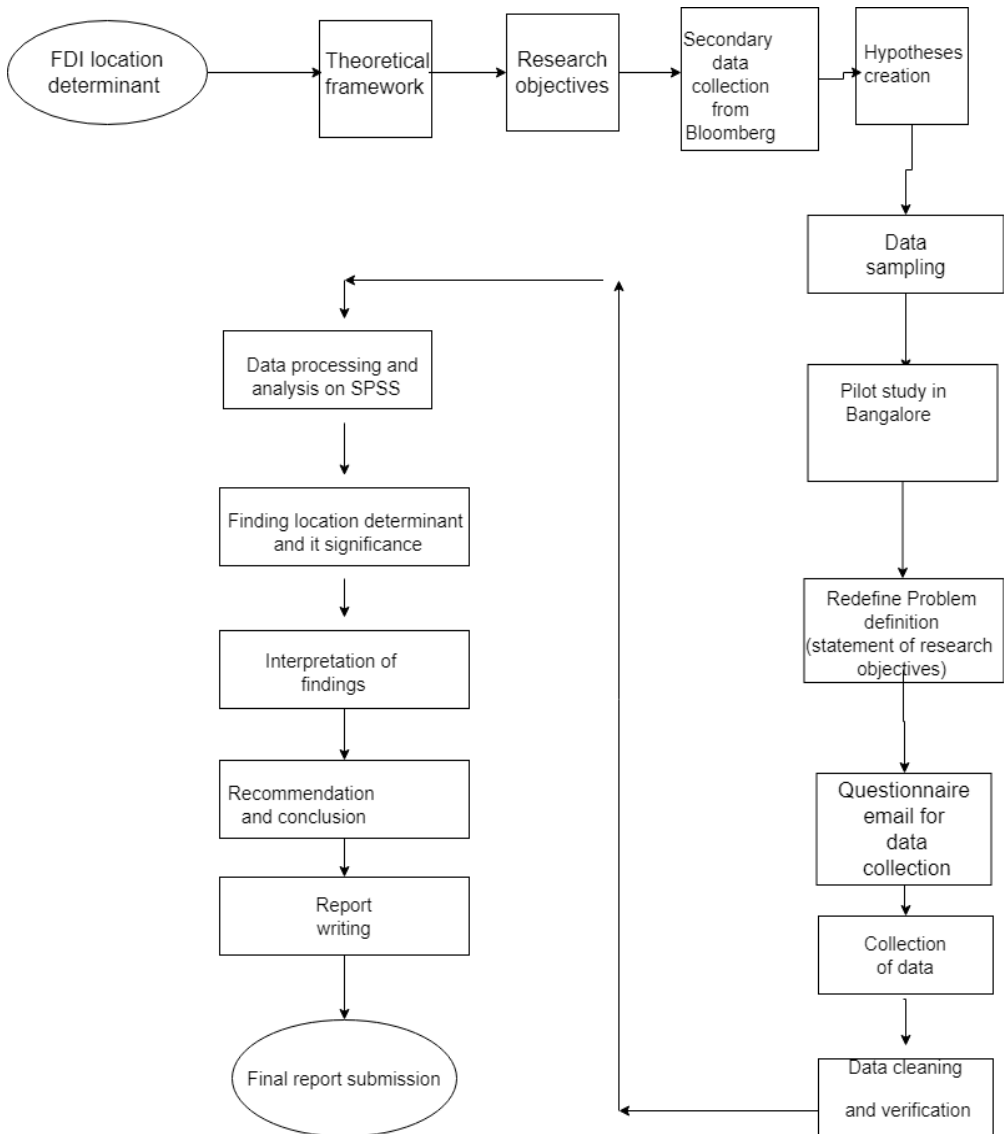 FDI location
determinant
Theoretical
framework
Research
objectives
Secondary
data
collection
from
Bloomberg
Hypotheses
creation
Data
sampling
Pilot study in
Bangalore
Redefine Problem
definition
(statement of research
objectives)
Questionnaire
email for
data
collection
Collection
of data
Data cleaning
and verification
Data processing and
analysis on SPSS
Finding location determinant
and it significance
Interpretation of
findings
Recommendation
and conclusion
Report
writing
Final report submission